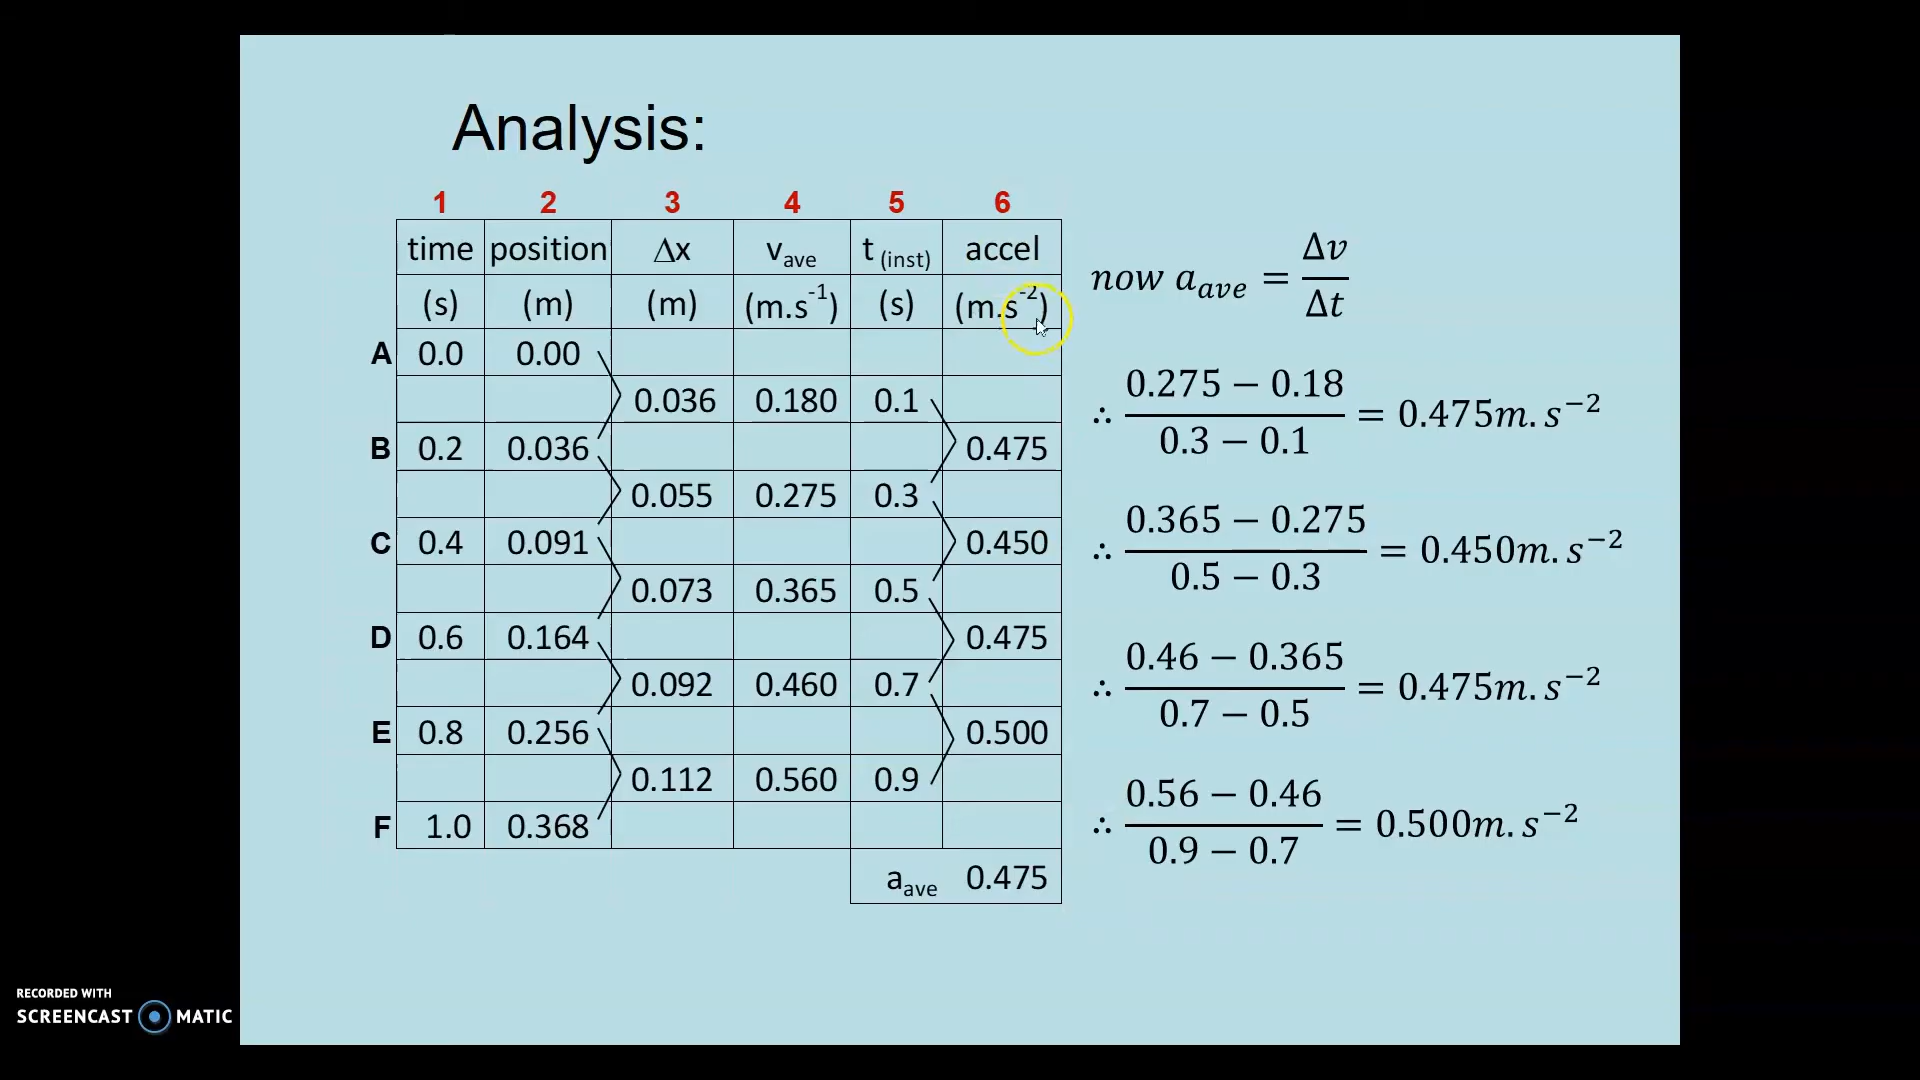 Analysis:
1 2 3 4 5 6
time position Δx v_ave t (inst) accel
(s) (m) (m) (m.s⁻¹) (s) (m.s⁻²)
A 0.0 0.00
0.036 0.180 0.1
B 0.2 0.036 0.475
0.055 0.275 0.3
C 0.4 0.091 0.450
0.073 0.365 0.5
D 0.6 0.164 0.475
0.092 0.460 0.7
E 0.8 0.256 0.500
0.112 0.560 0.9
F 1.0 0.368
a_ave 0.475
now a_ave = Δv/Δt
∴ (0.275 − 0.18)/(0.3 − 0.1) = 0.475m.s⁻²
∴ (0.365 − 0.275)/(0.5 − 0.3) = 0.450m.s⁻²
∴ (0.46 − 0.365)/(0.7 − 0.5) = 0.475m.s⁻²
∴ (0.56 − 0.46)/(0.9 − 0.7) = 0.500m.s⁻²
RECORDED WITH
SCREENCAST MATIC